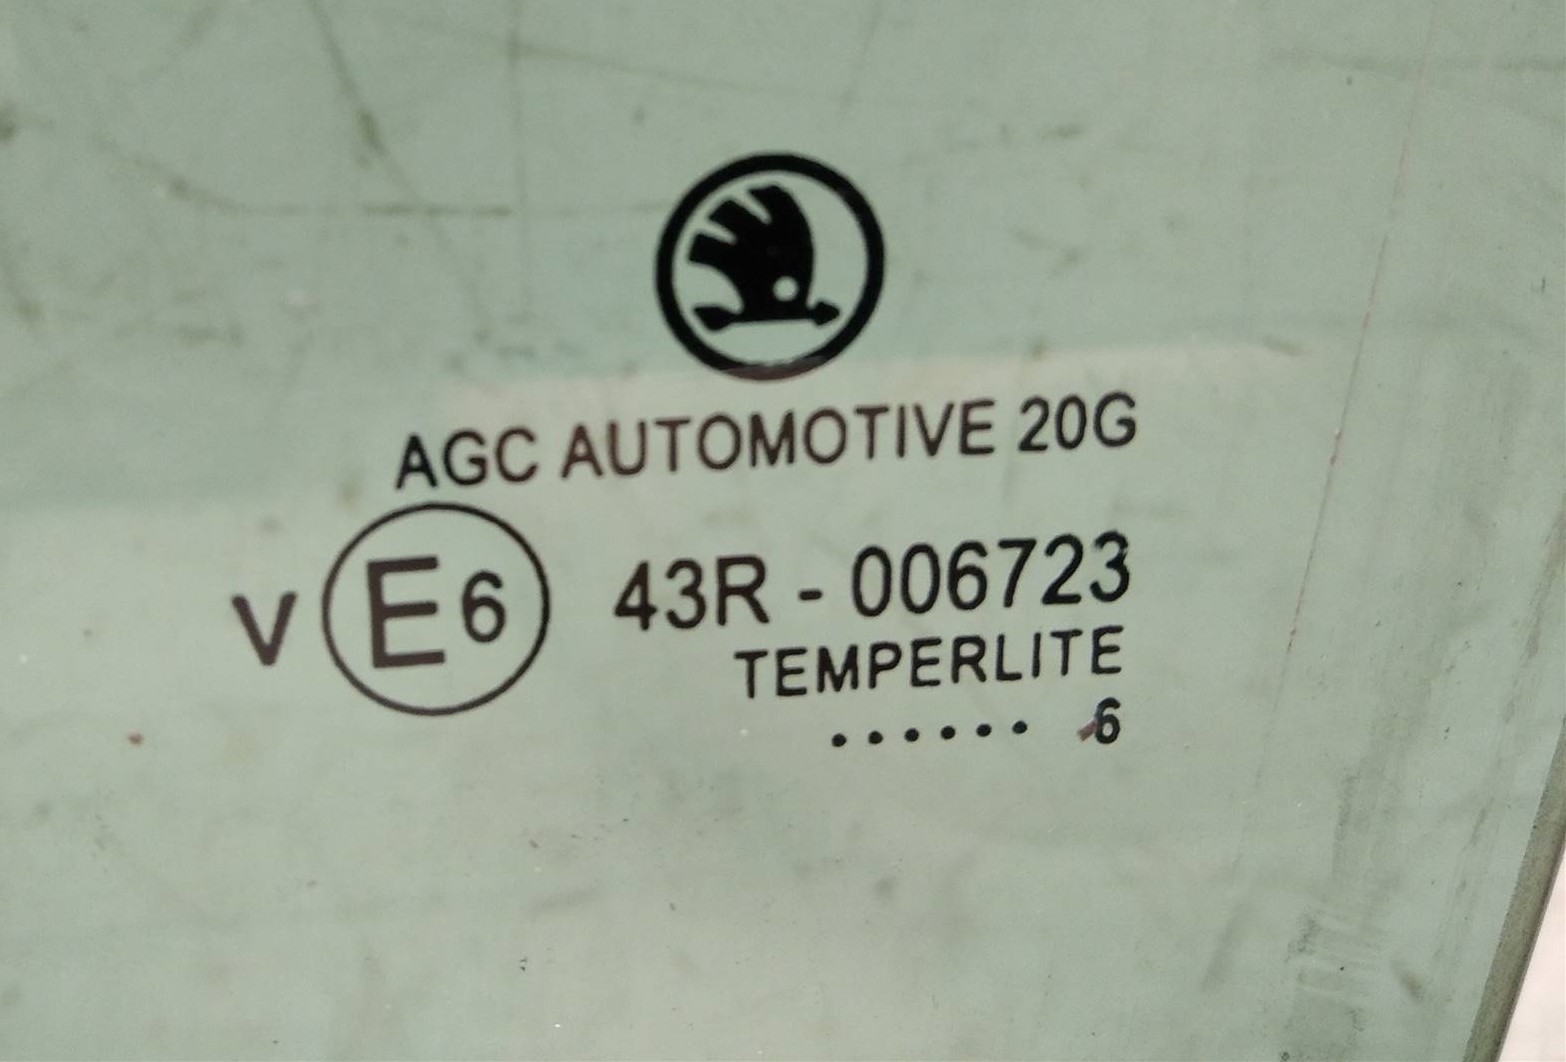 AGC AUTOMOTIVE 20G
V E6 43R - 006723
TEMPERLITE
...... 6